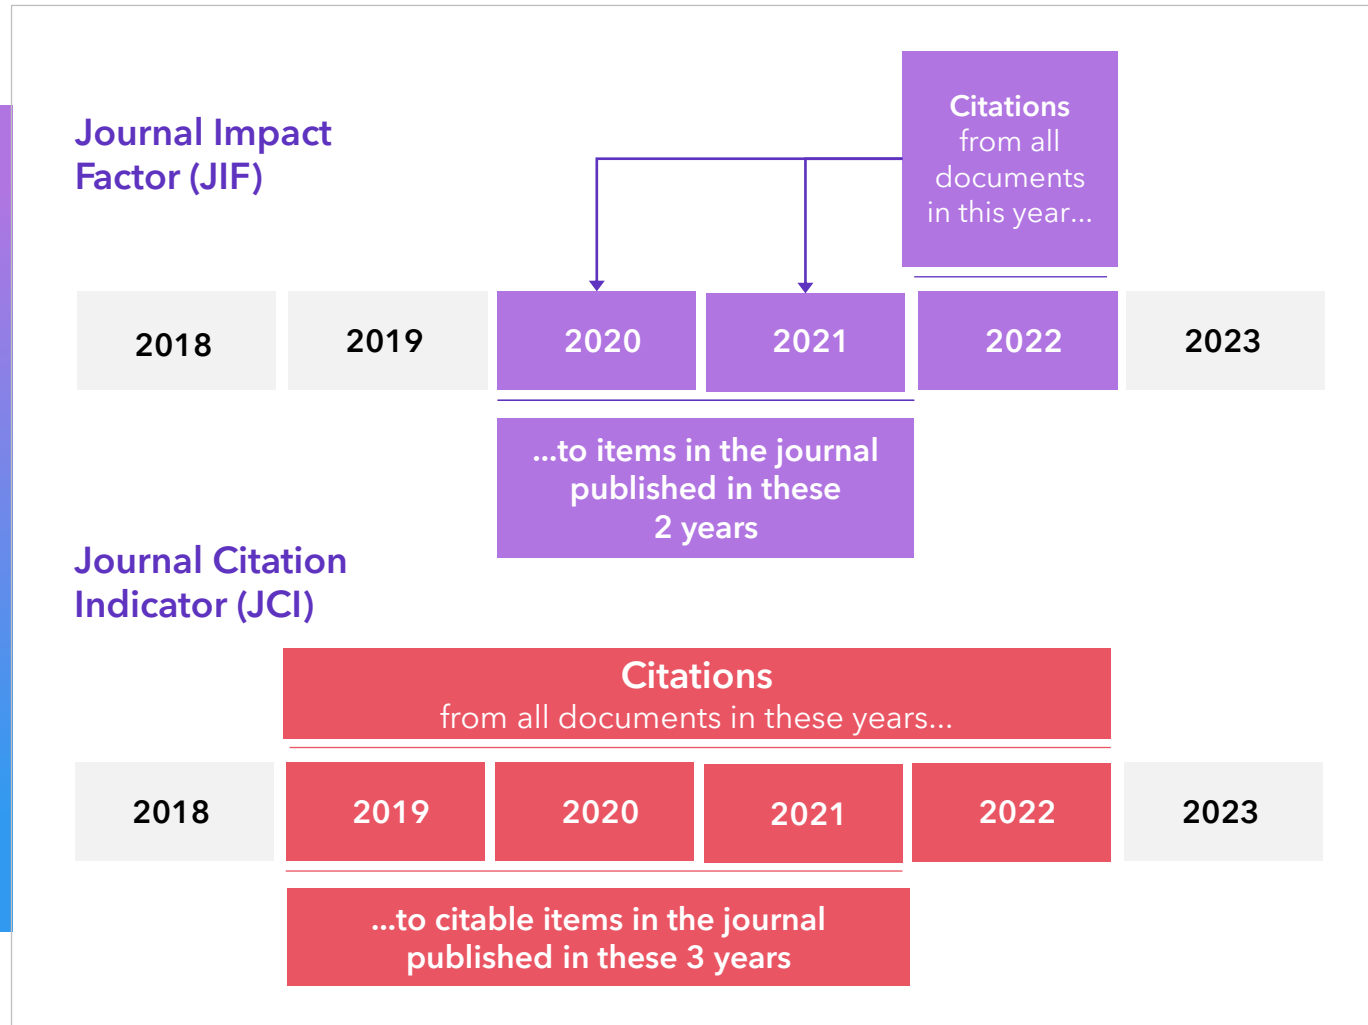 Journal Impact
Factor (JIF)
Citations
from all
documents
in this year...
2018
2019
2020
2021
2022
2023
...to items in the journal
published in these
2 years
Journal Citation
Indicator (JCI)
Citations
from all documents in these years...
2018
2019
2020
2021
2022
2023
...to citable items in the journal
published in these 3 years